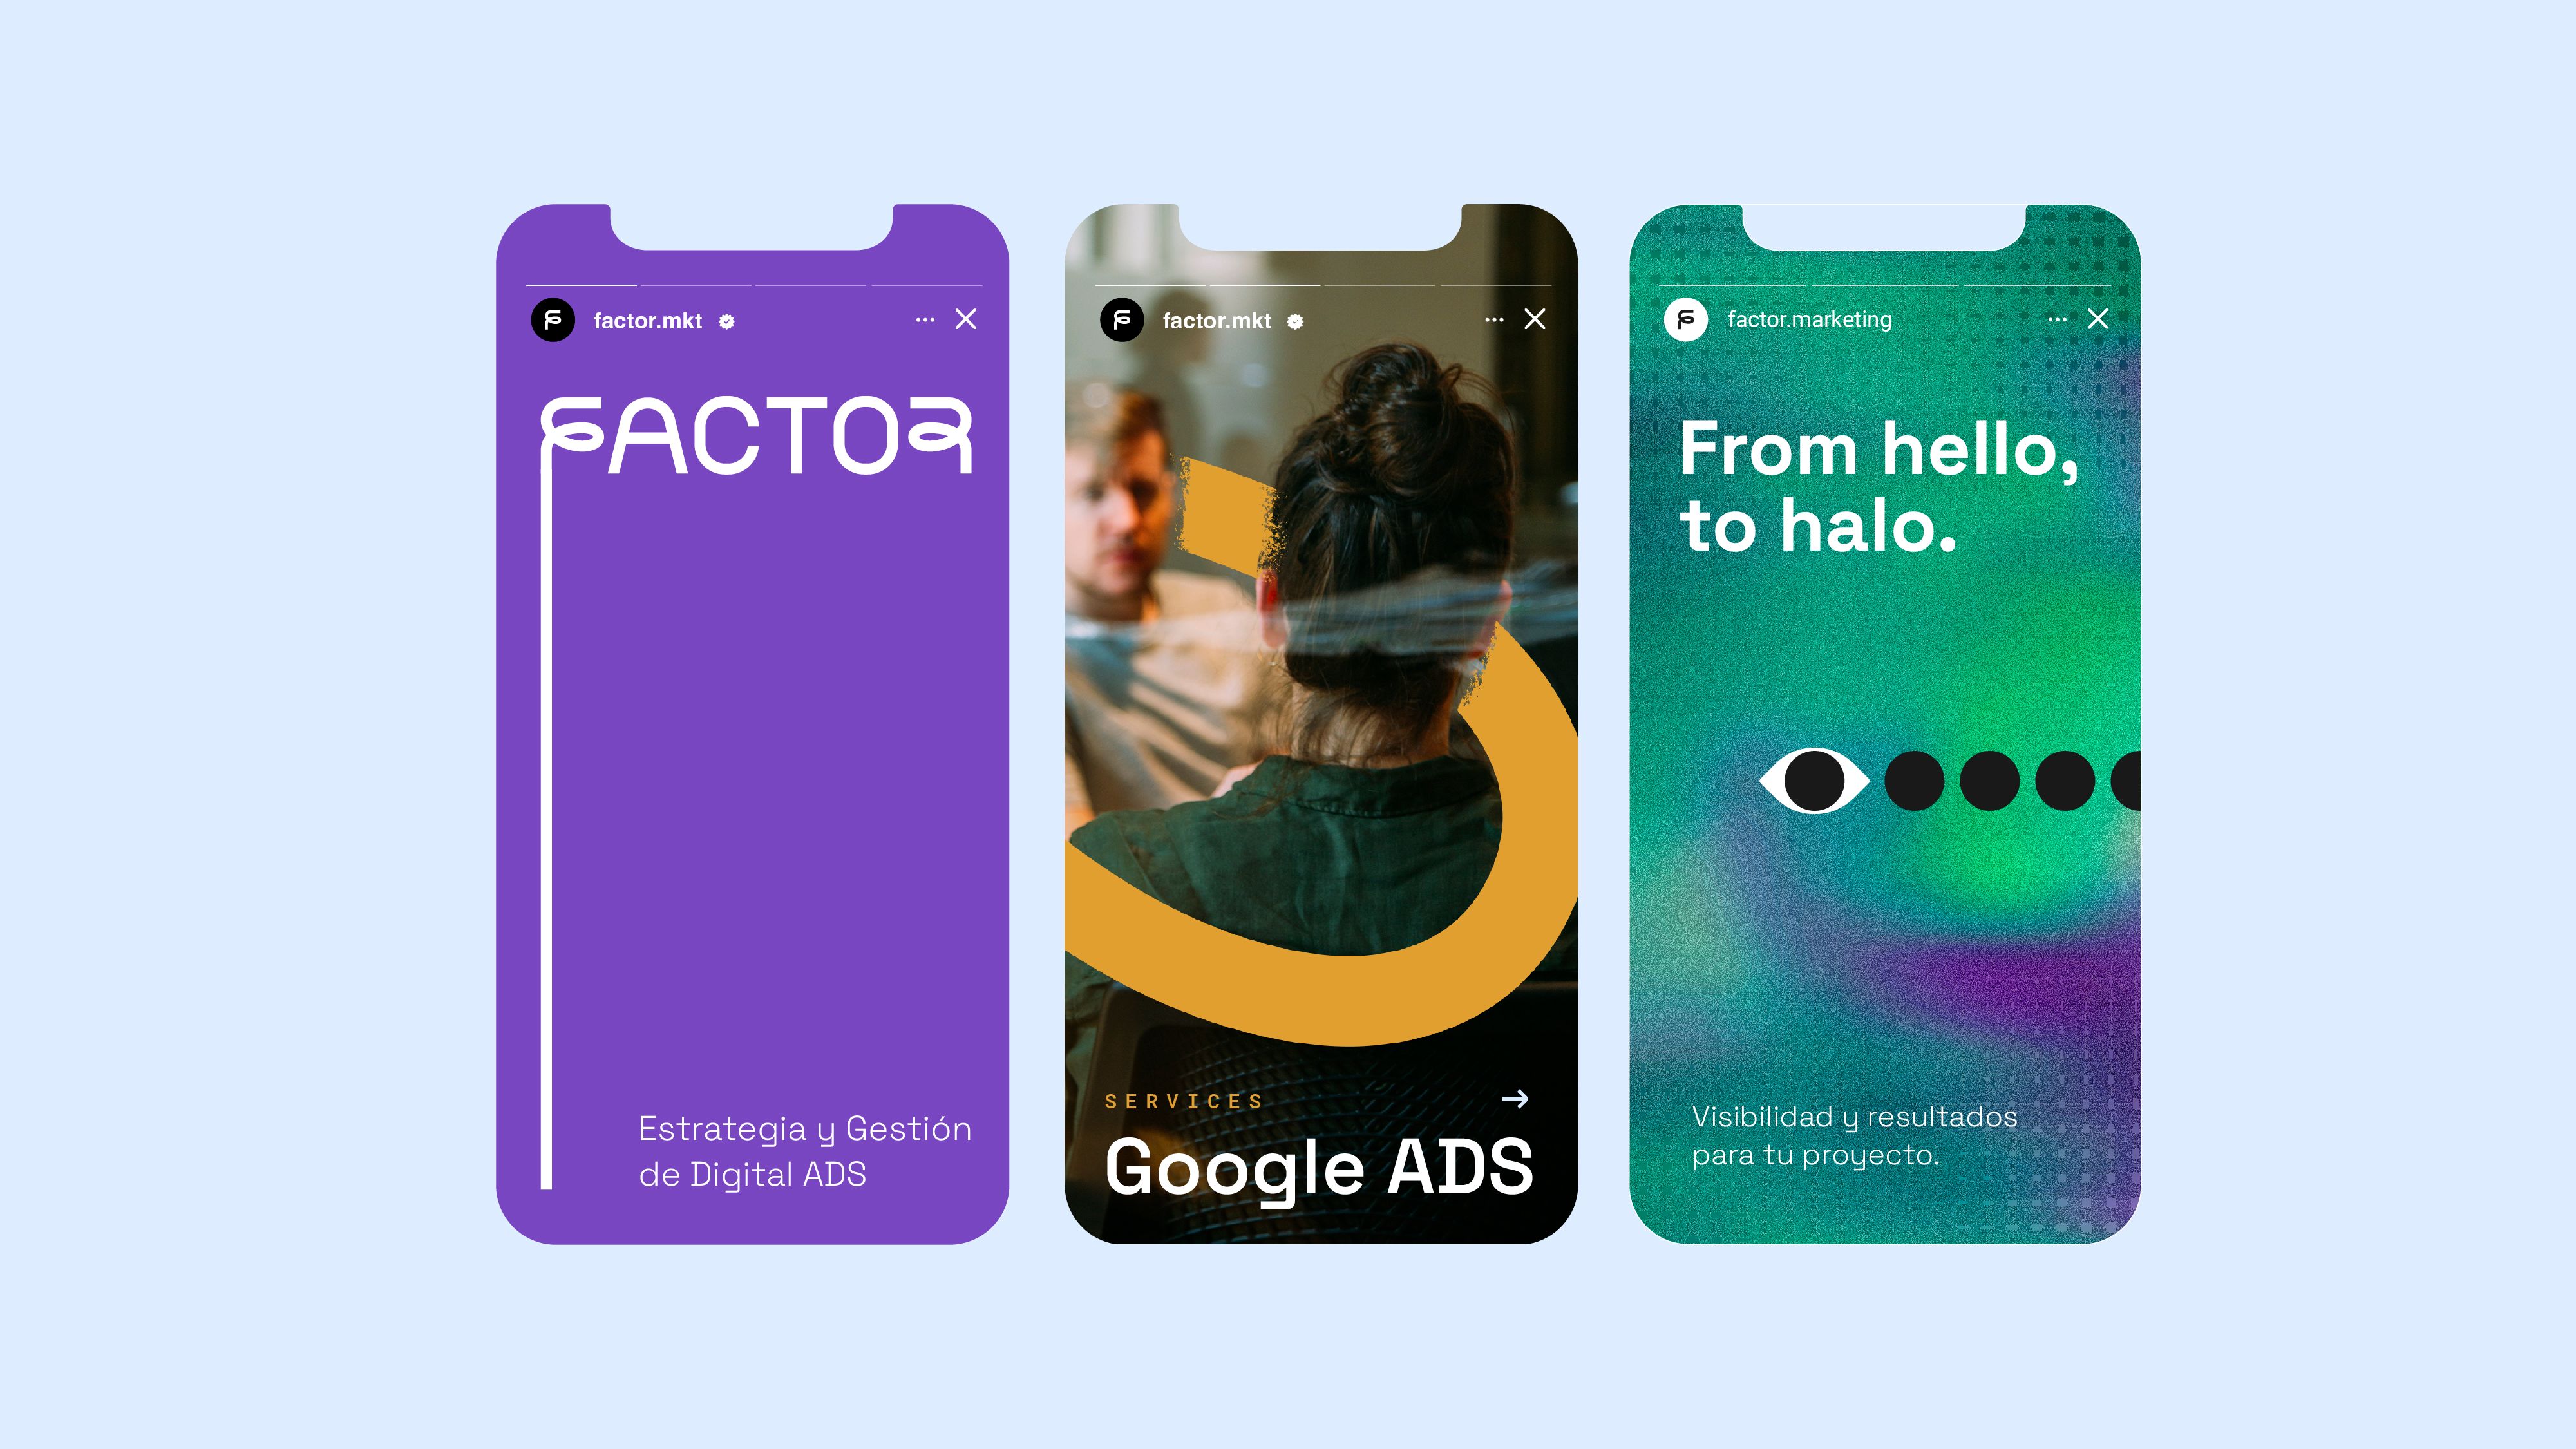 factor.mkt
FACTOR
Estrategia y Gestión
de Digital ADS
factor.mkt
SERVICES
Google ADS
factor.marketing
From hello,
to halo.
Visibilidad y resultados
para tu proyecto.